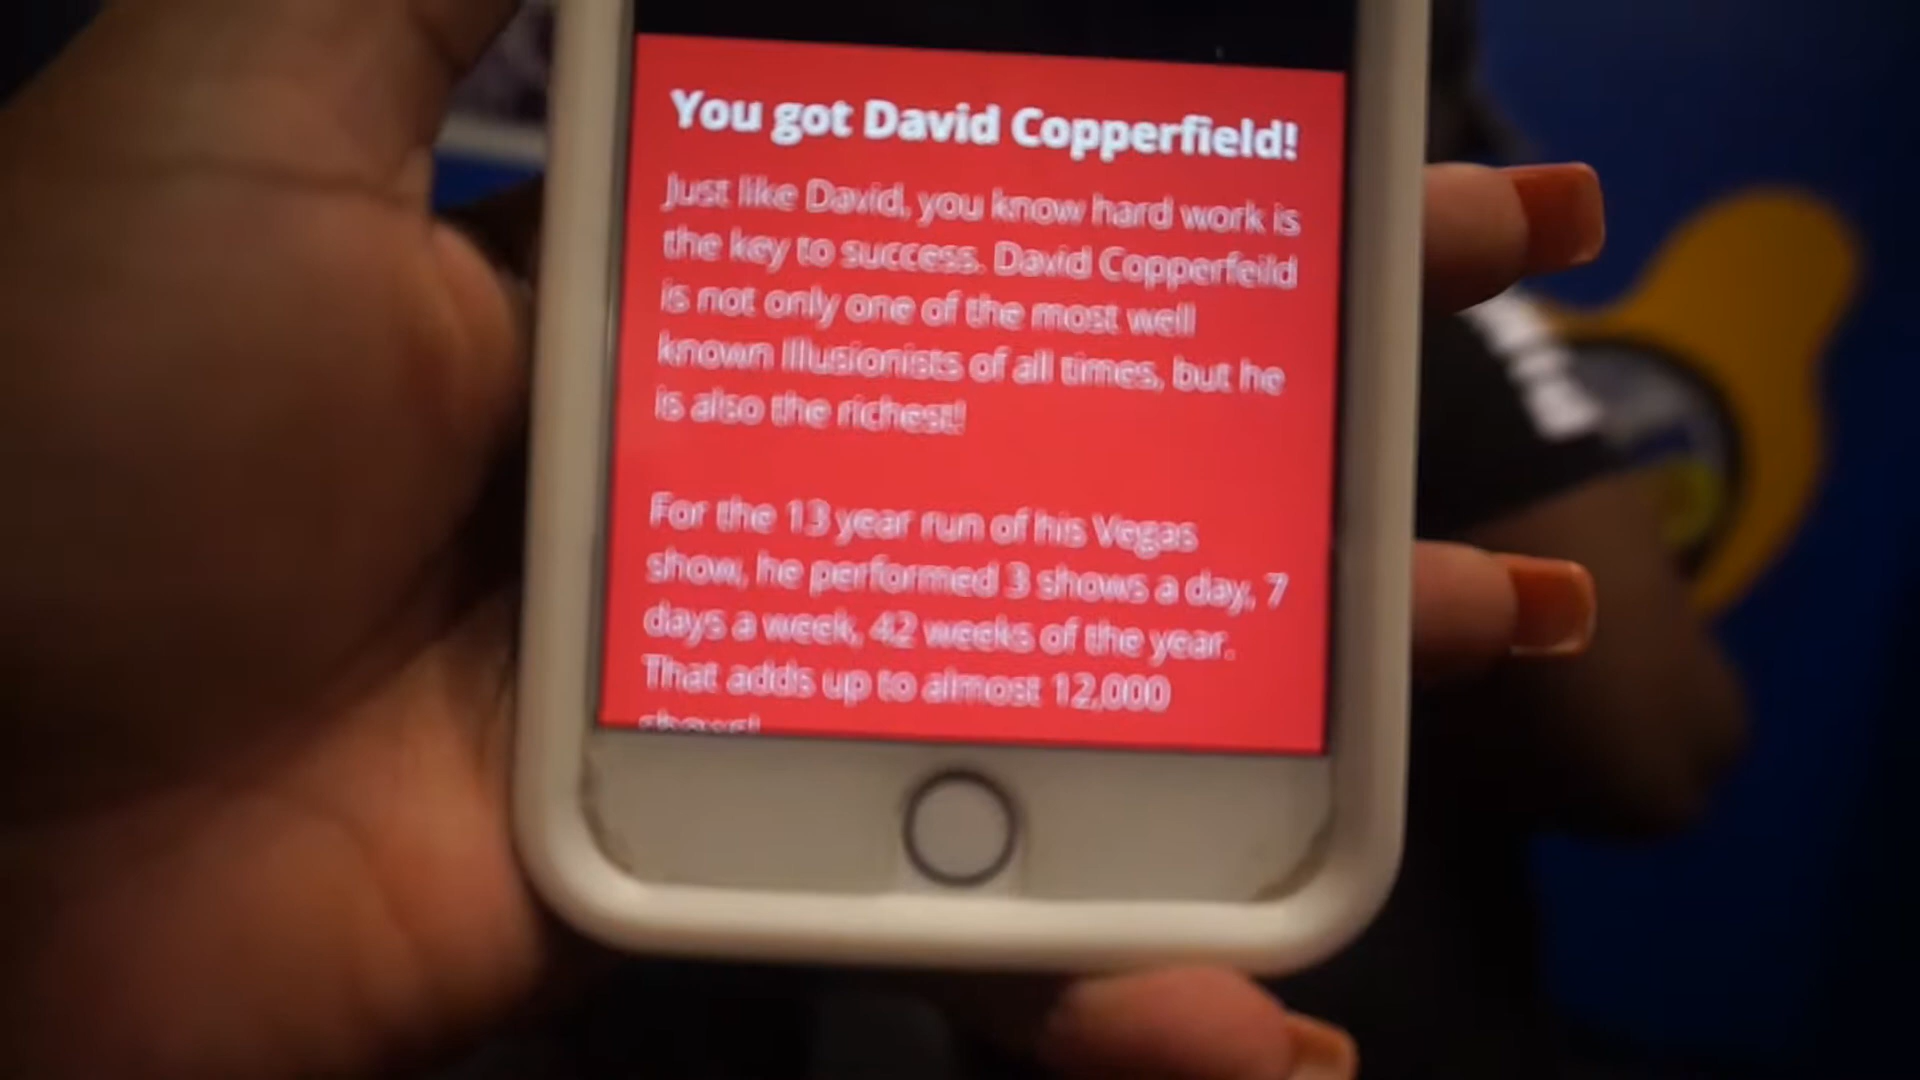 You got David Copperfield!
Just like David, you know hard work is
the key to success. David Copperfeild
is not only one of the most well
known Illusionists of all times, but he
is also the richest!
For the 13 year run of his Vegas
show, he performed 3 shows a day, 7
days a week, 42 weeks of the year.
That adds up to almost 12,000
shows!